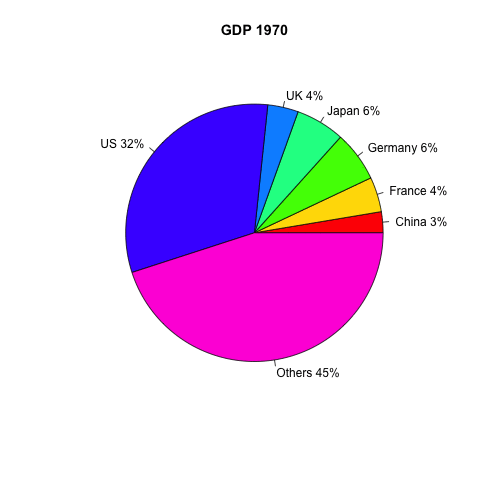 GDP 1970
UK 4%
Japan 6%
US 32%
Germany 6%
France 4%
China 3%
Others 45%